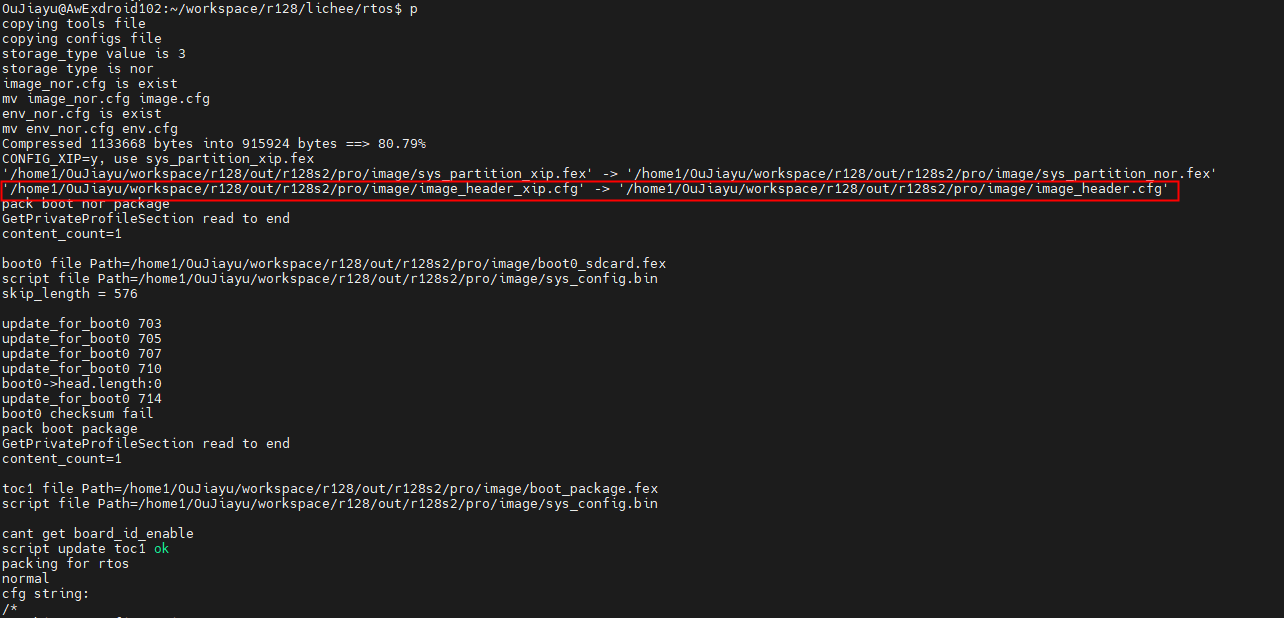 OuJiayu@AwExdroid102:~/workspace/r128/lichee/rtos$ p
copying tools file
copying configs file
storage_type value is 3
storage type is nor
image_nor.cfg is exist
mv image_nor.cfg image.cfg
env_nor.cfg is exist
mv env_nor.cfg env.cfg
Compressed 1133668 bytes into 915924 bytes ==> 80.79%
CONFIG_XIP=y, use sys_partition_xip.fex
'/home1/OuJiayu/workspace/r128/out/r128s2/pro/image/sys_partition_xip.fex' -> '/home1/OuJiayu/workspace/r128/out/r128s2/pro/image/sys_partition_nor.fex'
'/home1/OuJiayu/workspace/r128/out/r128s2/pro/image/image_header_xip.cfg' -> '/home1/OuJiayu/workspace/r128/out/r128s2/pro/image/image_header.cfg'
pack boot nor package
GetPrivateProfileSection read to end
content_count=1
boot0 file Path=/home1/OuJiayu/workspace/r128/out/r128s2/pro/image/boot0_sdcard.fex
script file Path=/home1/OuJiayu/workspace/r128/out/r128s2/pro/image/sys_config.bin
skip_length = 576
update_for_boot0 703
update_for_boot0 705
update_for_boot0 707
update_for_boot0 710
boot0->head.length:0
update_for_boot0 714
boot0 checksum fail
pack boot package
GetPrivateProfileSection read to end
content_count=1
toc1 file Path=/home1/OuJiayu/workspace/r128/out/r128s2/pro/image/boot_package.fex
script file Path=/home1/OuJiayu/workspace/r128/out/r128s2/pro/image/sys_config.bin
cant get board_id_enable
script update toc1 ok
packing for rtos
normal
cfg string:
/*